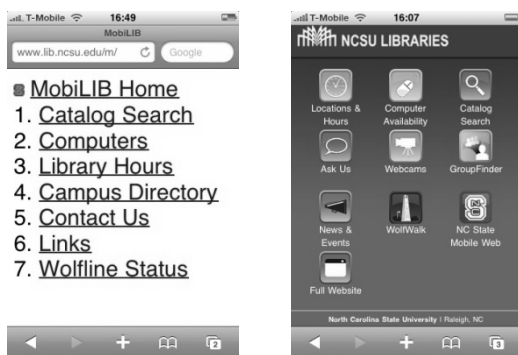 T-Mobile 16:49
MobiLIB
www.lib.ncsu.edu/m/ Google
S MobiLIB Home
1. Catalog Search
2. Computers
3. Library Hours
4. Campus Directory
5. Contact Us
6. Links
7. Wolfline Status
2
T-Mobile 16:07
NCSU LIBRARIES
Locations & Hours
Computer Availability
Catalog Search
Ask Us
Webcams
GroupFinder
News & Events
WolfWalk
NC State Mobile Web
Full Website
North Carolina State University | Raleigh, NC
3